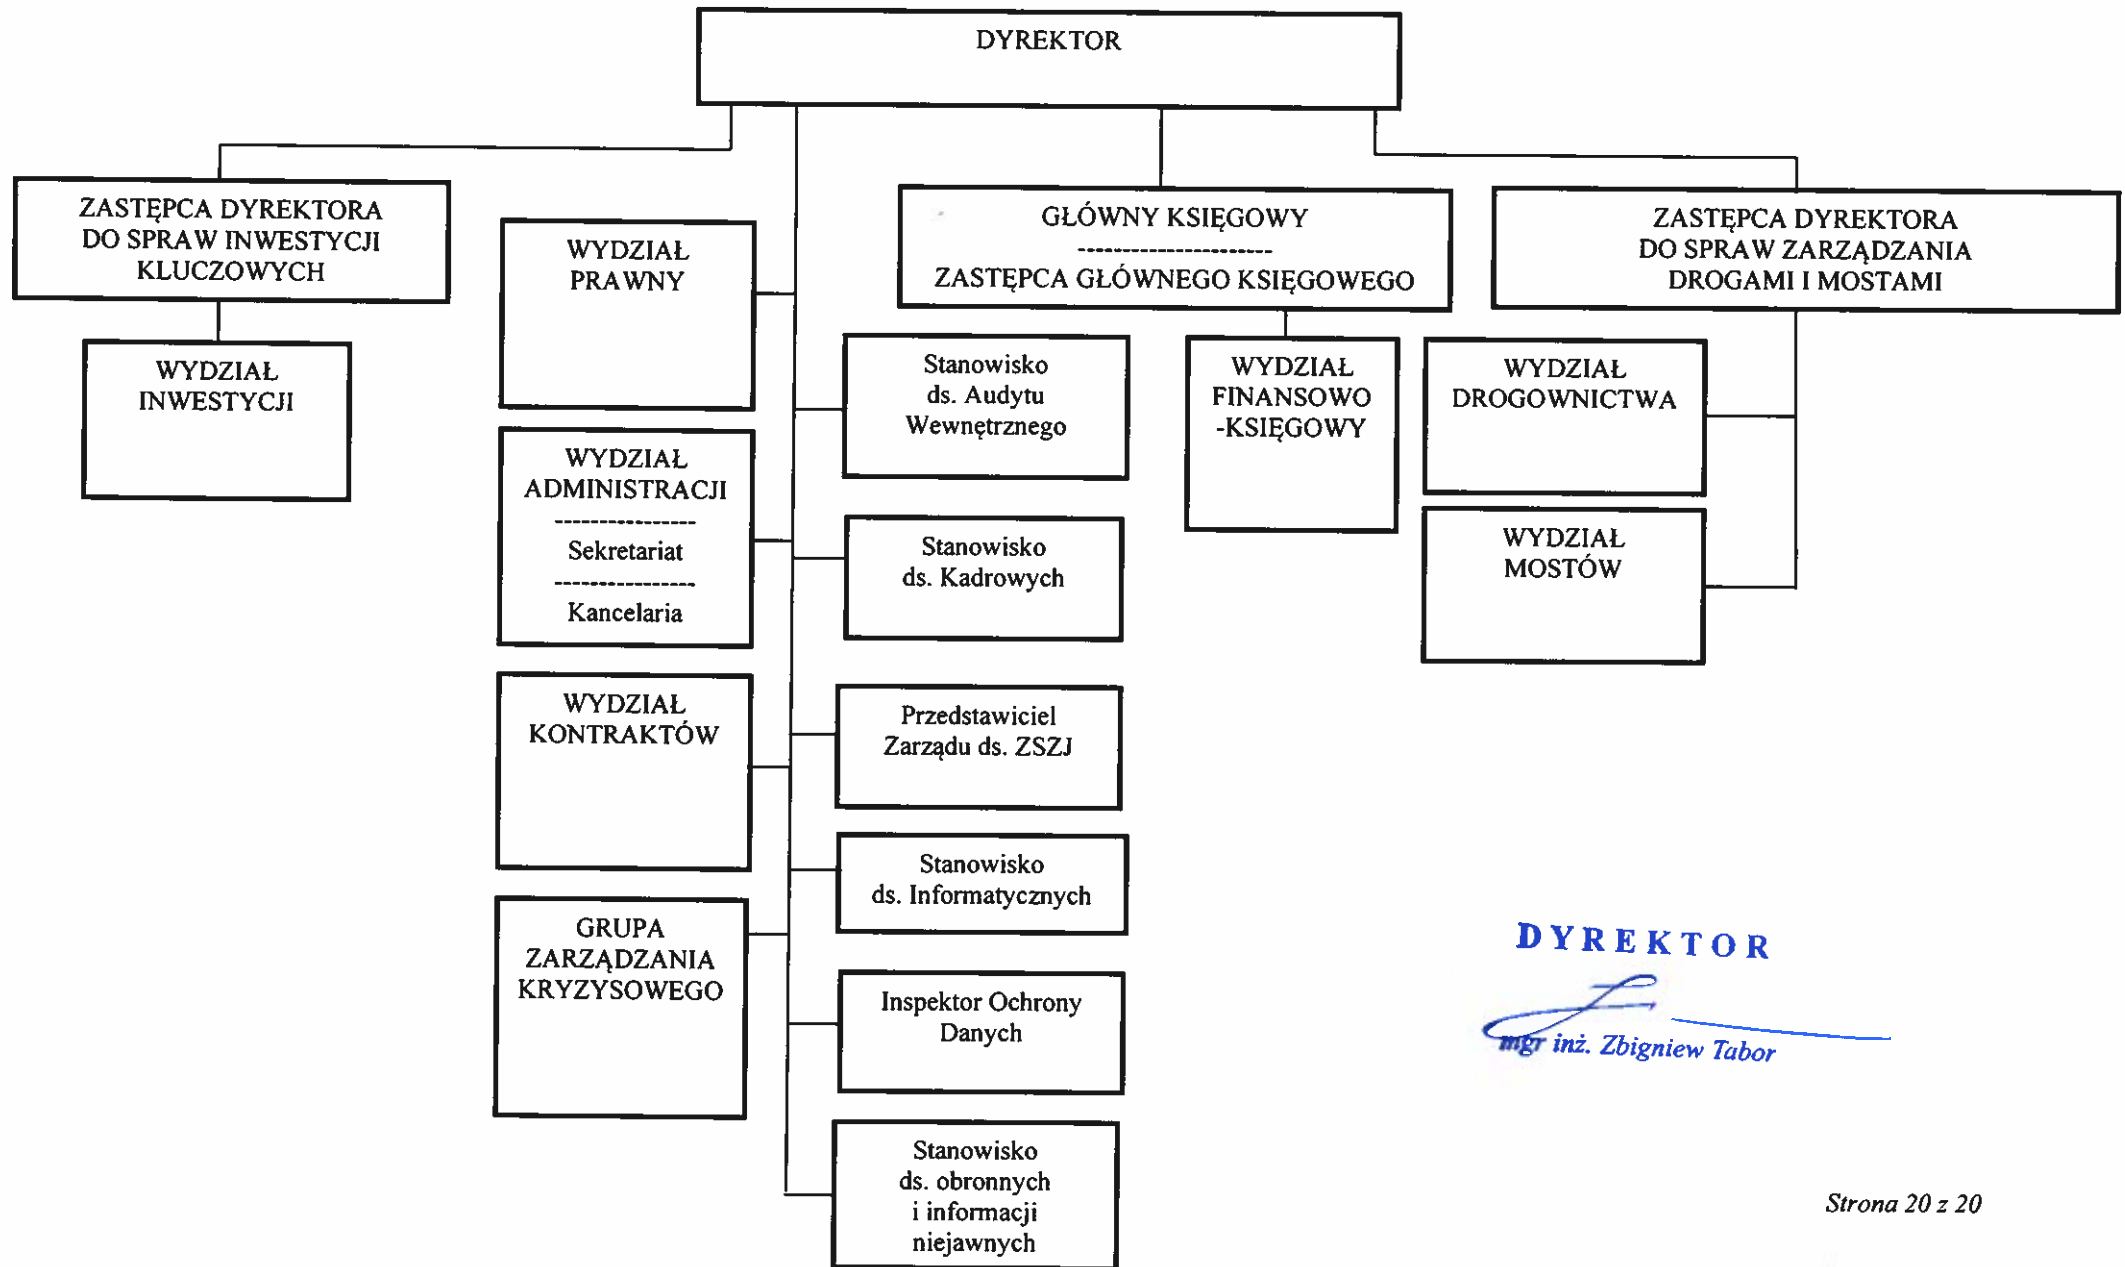 DYREKTOR
ZASTĘPCA DYREKTORA
DO SPRAW INWESTYCJI
KLUCZOWYCH
WYDZIAŁ
INWESTYCJI
WYDZIAŁ
PRAWNY
WYDZIAŁ
ADMINISTRACJI
----------------
Sekretariat
----------------
Kancelaria
WYDZIAŁ
KONTRAKTÓW
GRUPA
ZARZĄDZANIA
KRYZYSOWEGO
GŁÓWNY KSIĘGOWY
----------------------
ZASTĘPCA GŁÓWNEGO KSIĘGOWEGO
Stanowisko
ds. Audytu
Wewnętrznego
Stanowisko
ds. Kadrowych
Przedstawiciel
Zarządu ds. ZSZJ
Stanowisko
ds. Informatycznych
Inspektor Ochrony
Danych
Stanowisko
ds. obronnych
i informacji
niejawnych
WYDZIAŁ
FINANSOWO
-KSIĘGOWY
ZASTĘPCA DYREKTORA
DO SPRAW ZARZĄDZANIA
DROGAMI I MOSTAMI
WYDZIAŁ
DROGOWNICTWA
WYDZIAŁ
MOSTÓW
DYREKTOR
mgr inż. Zbigniew Tabor
Strona 20 z 20